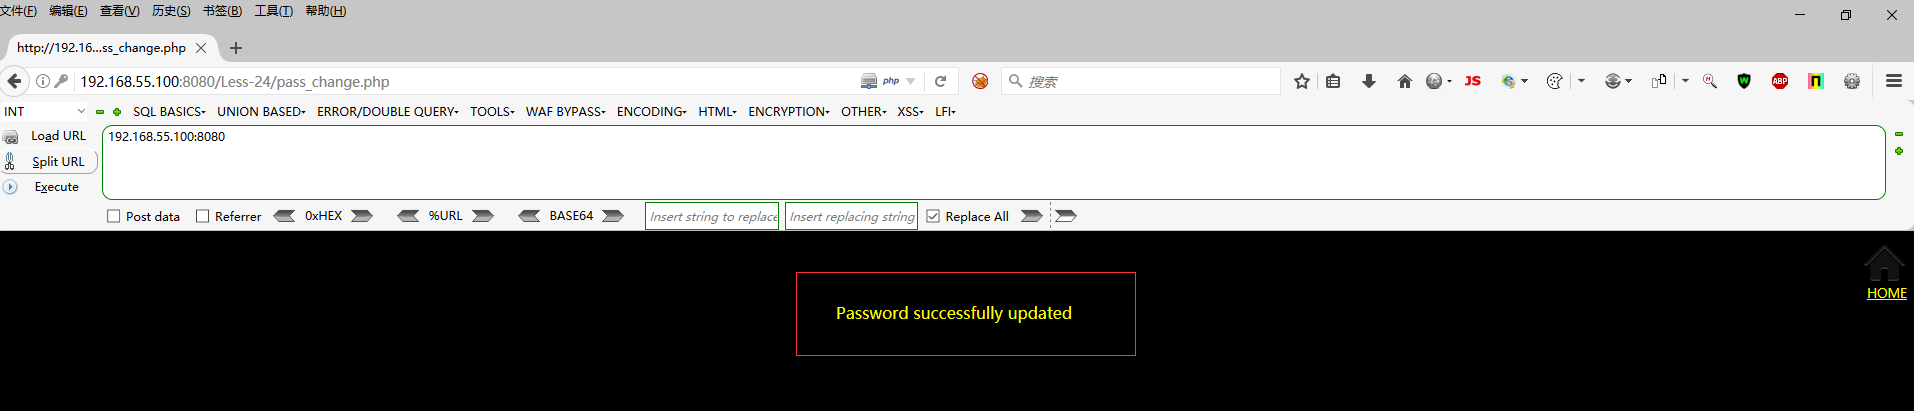 文件(F) 编辑(E) 查看(V) 历史(S) 书签(B) 工具(T) 帮助(H)
http://192.16...ss_change.php
192.168.55.100:8080/Less-24/pass_change.php php 搜索 JS ABP
INT SQL BASICS UNION BASED ERROR/DOUBLE QUERY TOOLS WAF BYPASS ENCODING HTML ENCRYPTION OTHER XSS LFI
Load URL 192.168.55.100:8080
Split URL
Execute
Post data Referrer 0xHEX %URL BASE64 Insert string to replace Insert replacing string Replace All
HOME
Password successfully updated